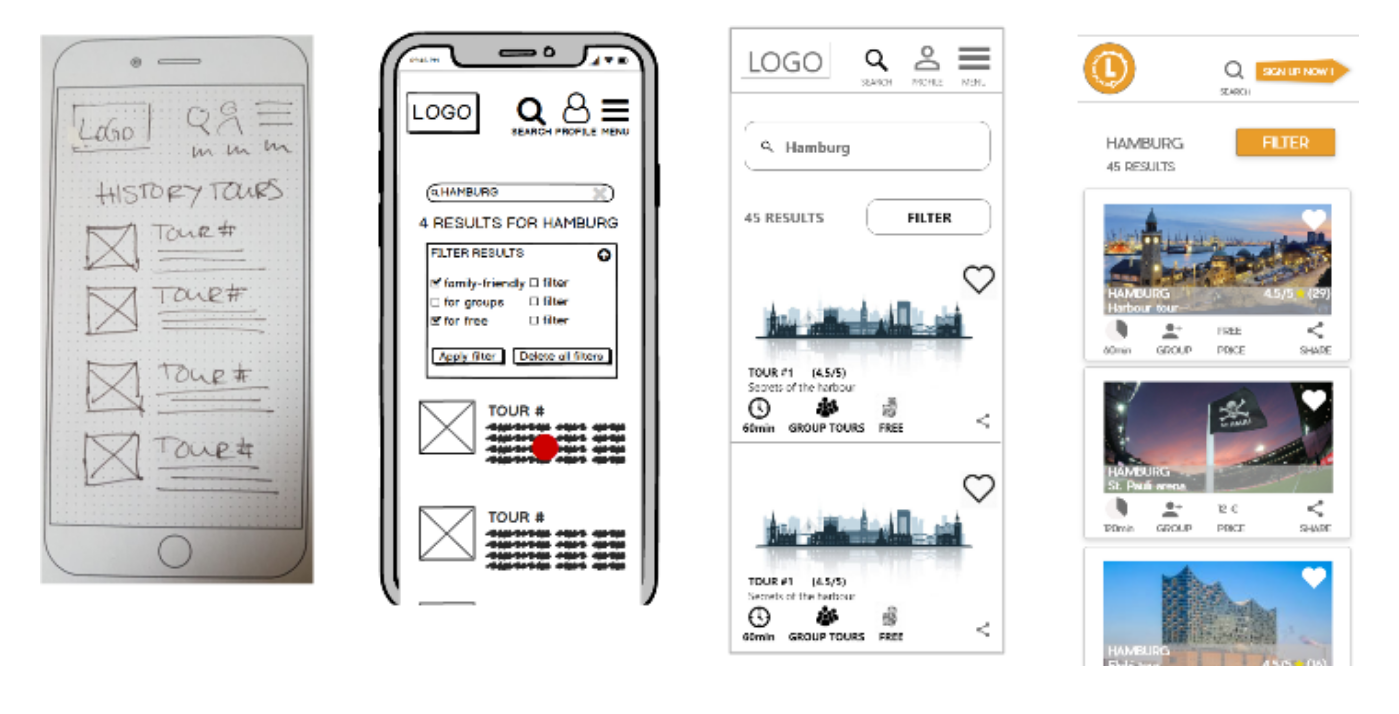 LOGO
HISTORY TOURS
TOUR #
TOUR #
TOUR #
TOUR #
LOGO
SEARCH PROFILE MENU
HAMBURG
4 RESULTS FOR HAMBURG
FILTER RESULTS
family-friendly filter
for groups filter
for free filter
Apply filter Delete all filters
TOUR #
TOUR #
LOGO
SEARCH PROFILE MENU
Hamburg
45 RESULTS FILTER
TOUR #1 (4.5/5)
Secrets of the harbour
60min GROUP TOURS FREE
TOUR #1 (4.5/5)
Secrets of the harbour
60min GROUP TOURS FREE
L
SIGN UP NOW !
SEARCH
HAMBURG FILTER
45 RESULTS
HAMBURG 4.5/5 (29)
Harbour tour
FREE
60min GROUP PRICE SHARE
HAMBURG
St. Pauli arena
12 €
120min GROUP PRICE SHARE
HAMBURG
4.5/5 (16)